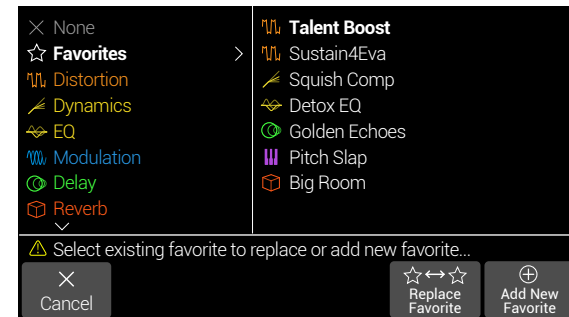 None
Favorites
Distortion
Dynamics
EQ
Modulation
Delay
Reverb
Talent Boost
Sustain4Eva
Squish Comp
Detox EQ
Golden Echoes
Pitch Slap
Big Room
Select existing favorite to replace or add new favorite...
Cancel
Replace
Favorite
Add New
Favorite